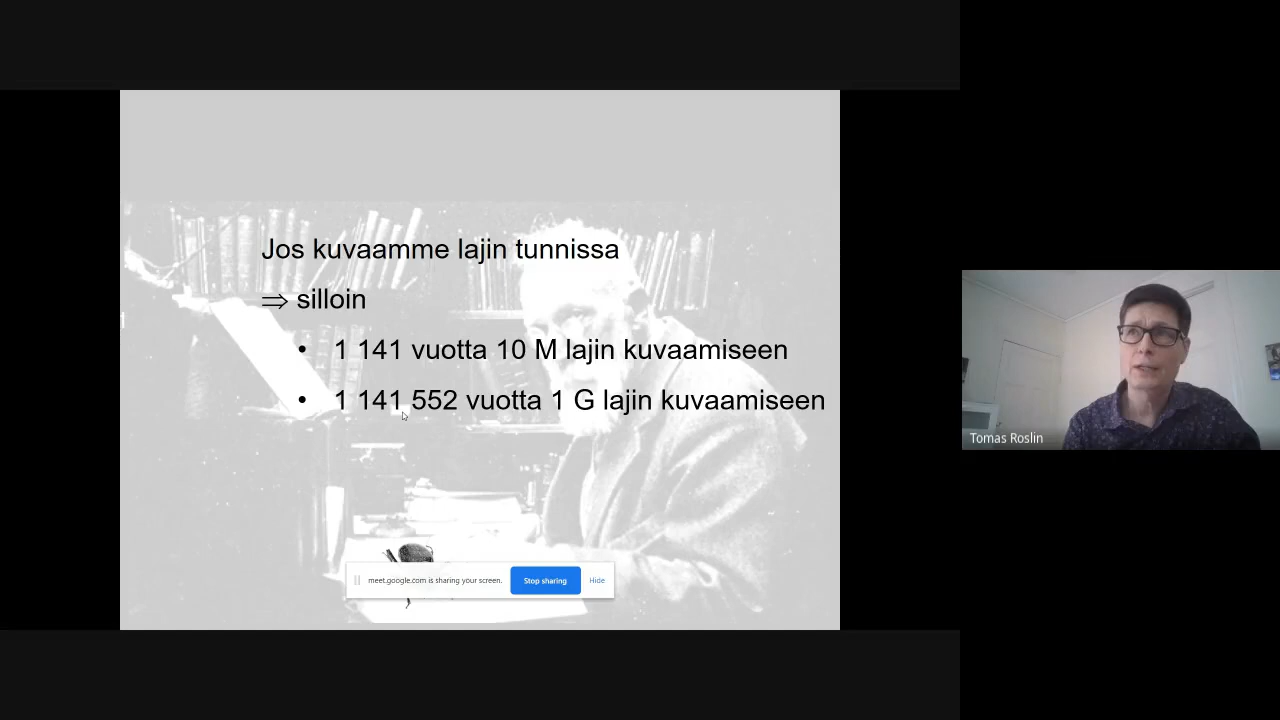 Jos kuvaamme lajin tunnissa
⇒ silloin
• 1 141 vuotta 10 M lajin kuvaamiseen
• 1 141 552 vuotta 1 G lajin kuvaamiseen
meet.google.com is sharing your screen. Stop sharing Hide
Tomas Roslin